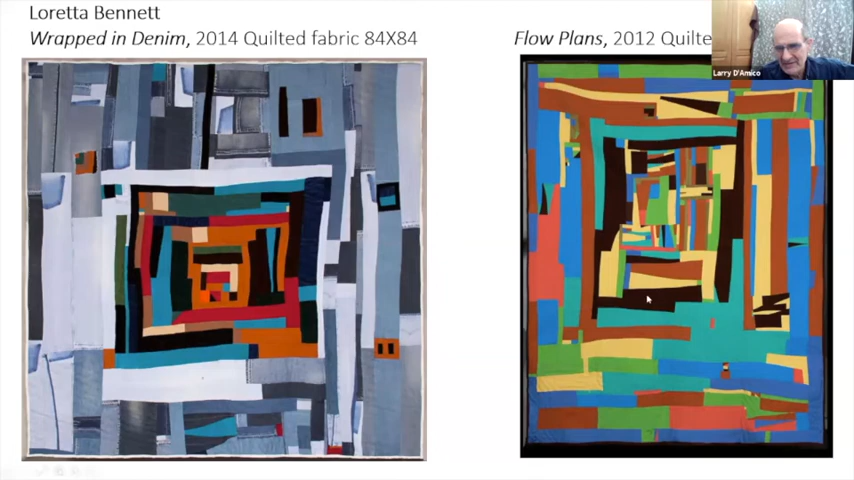 Loretta Bennett
Wrapped in Denim, 2014 Quilted fabric 84X84
Flow Plans, 2012 Quilte
Larry D'Amico